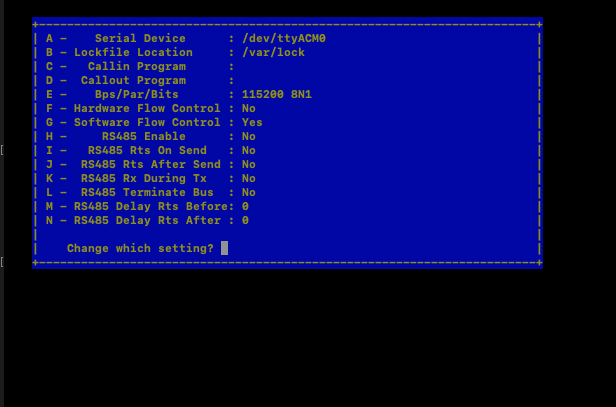 A -    Serial Device      : /dev/ttyACM0
B - Lockfile Location     : /var/lock
C -   Callin Program      :
D -  Callout Program      :
E -    Bps/Par/Bits       : 115200 8N1
F - Hardware Flow Control : No
G - Software Flow Control : Yes
H -     RS485 Enable      : No
I -   RS485 Rts On Send   : No
J -  RS485 Rts After Send : No
K -  RS485 Rx During Tx   : No
L -  RS485 Terminate Bus  : No
M - RS485 Delay Rts Before: 0
N - RS485 Delay Rts After : 0
Change which setting?